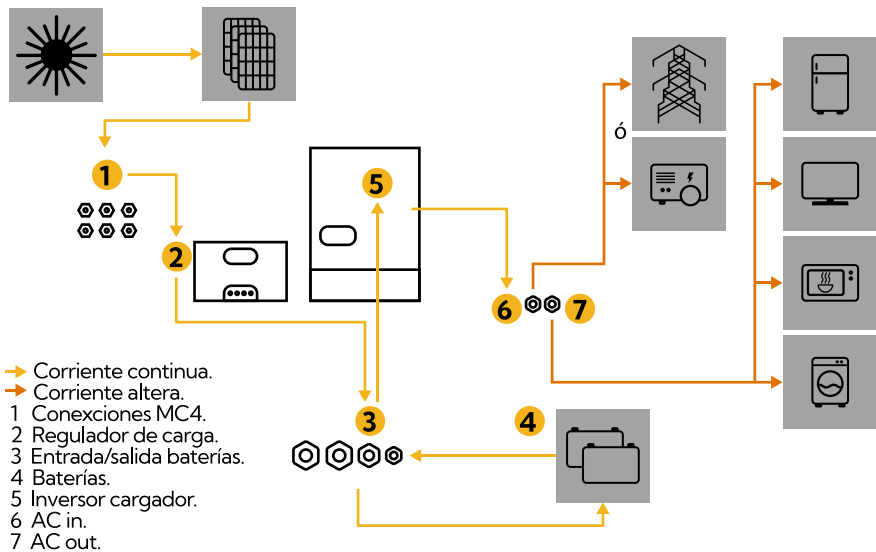 1
5
ó
2
6
7
3
4
Corriente continua.
Corriente altera.
1 Conexciones MC4.
2 Regulador de carga.
3 Entrada/salida baterías.
4 Baterías.
5 Inversor cargador.
6 AC in.
7 AC out.